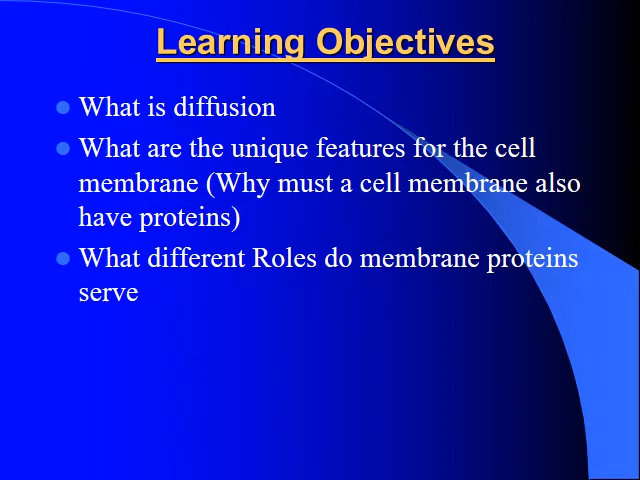 Learning Objectives
What is diffusion
What are the unique features for the cell
membrane (Why must a cell membrane also
have proteins)
What different Roles do membrane proteins
serve